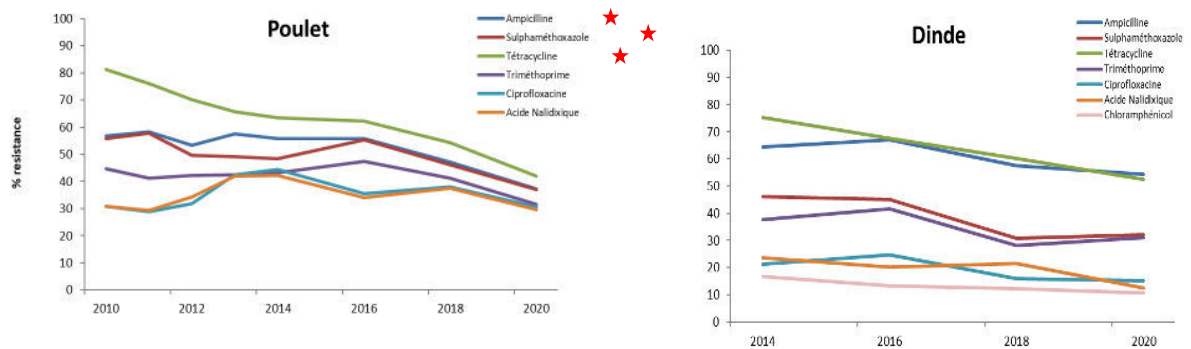 Poulet
Ampicilline
Sulphaméthoxazole
Tétracycline
Triméthoprime
Ciprofloxacine
Acide Nalidixique
% resistance
100
90
80
70
60
50
40
30
20
10
0
2010
2012
2014
2016
2018
2020
Dinde
Ampicilline
Sulphaméthoxazole
Tétracycline
Triméthoprime
Ciprofloxacine
Acide Nalidixique
Chloramphénicol
100
90
80
70
60
50
40
30
20
10
0
2014
2016
2018
2020